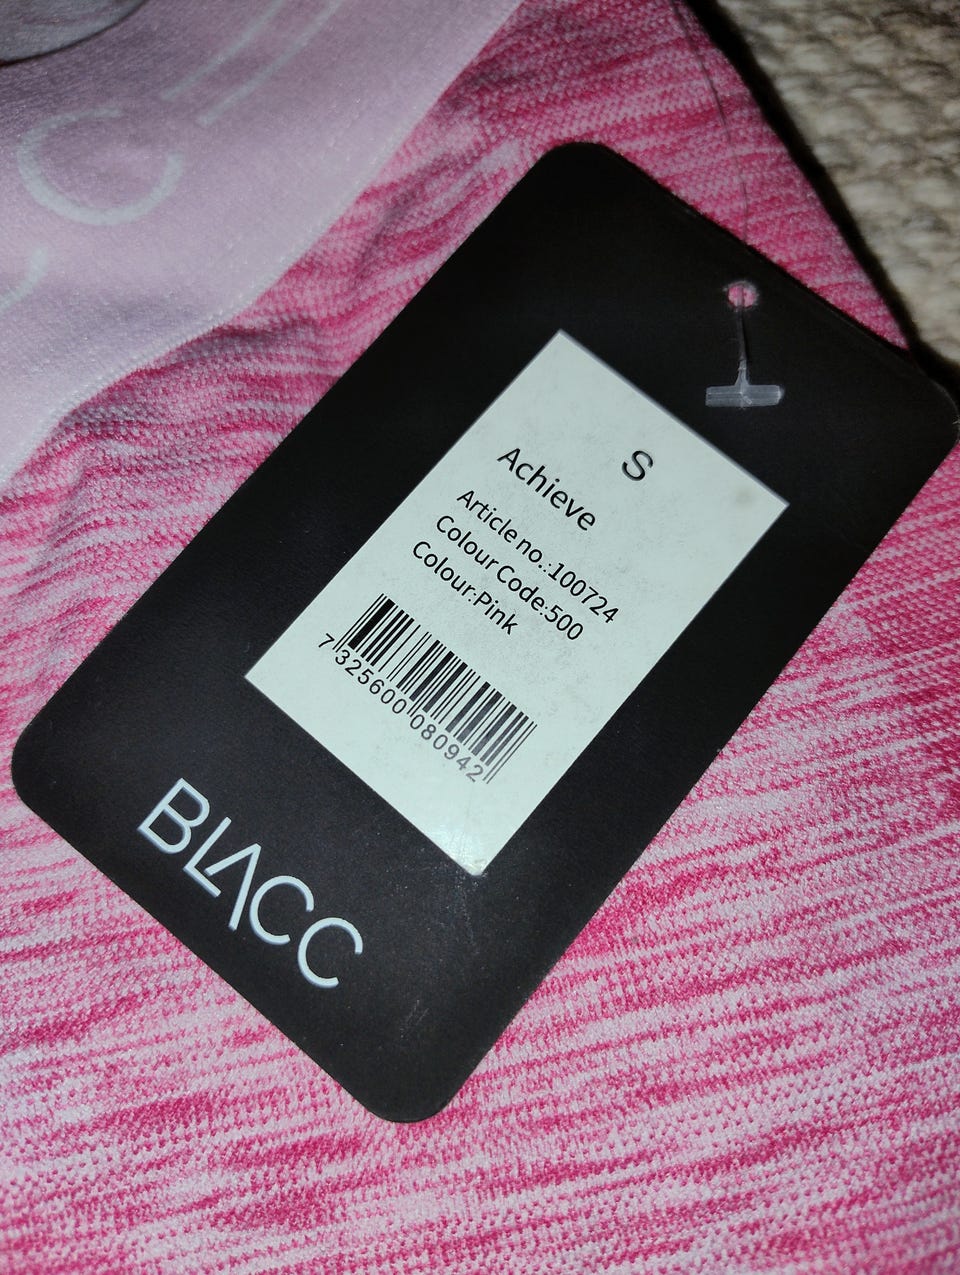 S
Achieve
Article no.:100724
Colour Code:500
Colour:Pink
7 325600 080942
BLACC